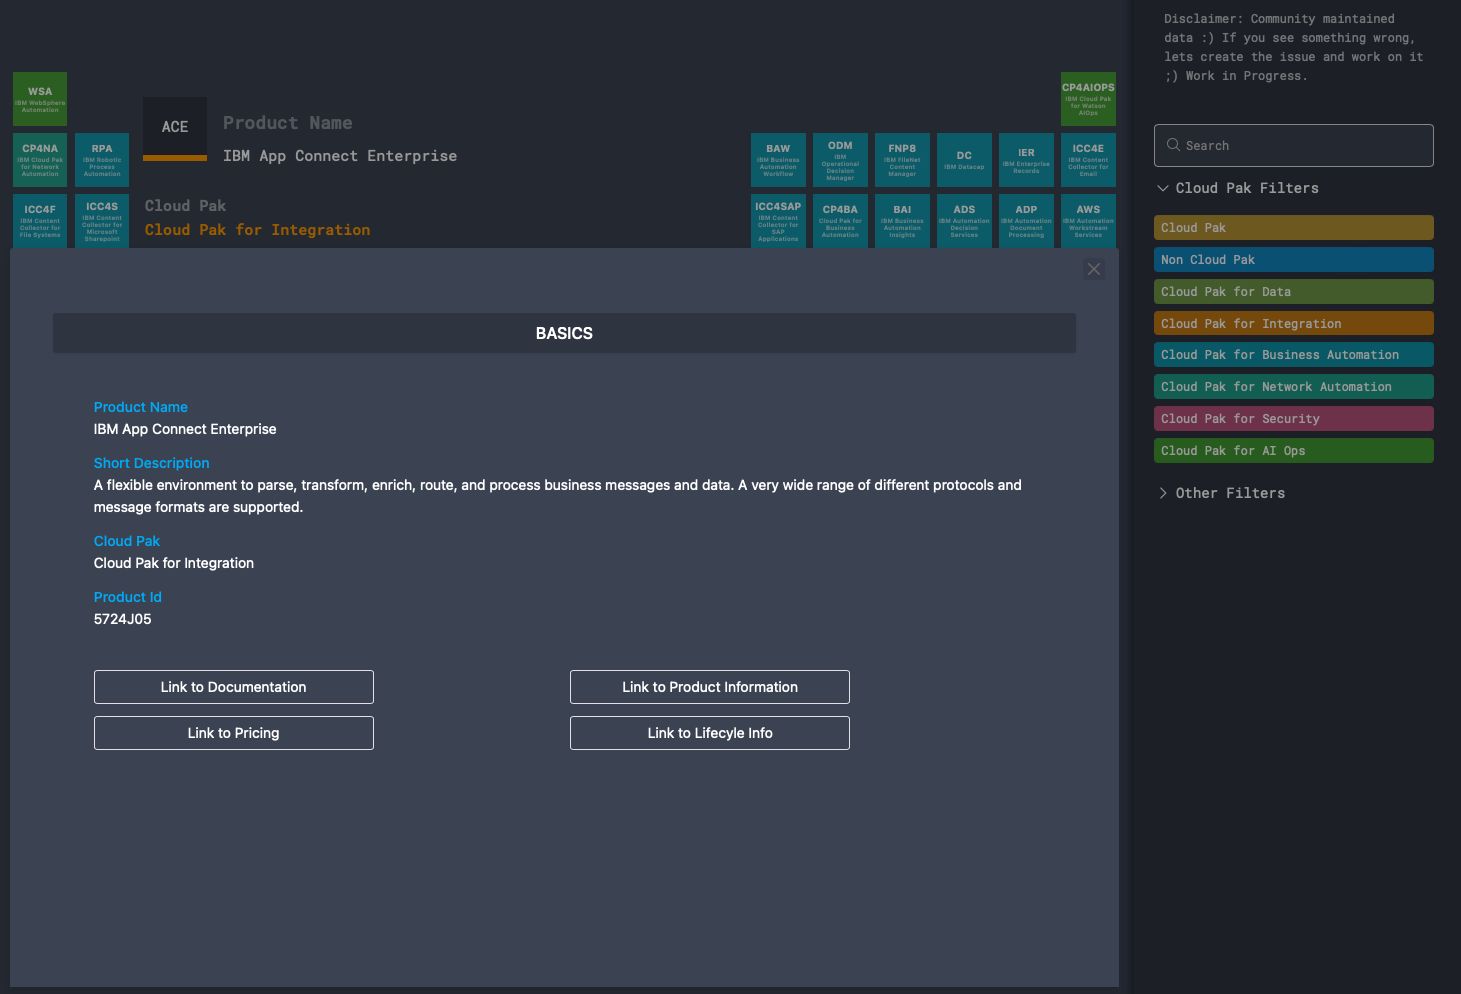 WSA
IBM WebSphere
Automation
CP4NA
IBM Cloud Pak
for Network
Automation
RPA
IBM Robotic
Process
Automation
ACE
Product Name
IBM App Connect Enterprise
ICC4F
IBM Content
Collector for
File Systems
ICC4S
IBM Content
Collector for
Microsoft
Sharepoint
Cloud Pak
Cloud Pak for Integration
CP4AIOPS
IBM Cloud Pak
for Watson
AIOps
BAW
IBM Business
Automation
Workflow
ODM
IBM
Operational
Decision
Manager
FNP8
IBM FileNet
Content
Manager
DC
IBM Datacap
IER
IBM Enterprise
Records
ICC4E
IBM Content
Collector for
Email
ICC4SAP
IBM Content
Collector for
SAP
Applications
CP4BA
Cloud Pak for
Business
Automation
BAI
IBM Business
Automation
Insights
ADS
IBM Automation
Decision
Services
ADP
IBM Automation
Document
Processing
AWS
IBM Automation
Workstream
Services
BASICS
Product Name
IBM App Connect Enterprise
Short Description
A flexible environment to parse, transform, enrich, route, and process business messages and data. A very wide range of different protocols and
message formats are supported.
Cloud Pak
Cloud Pak for Integration
Product Id
5724J05
Link to Documentation
Link to Product Information
Link to Pricing
Link to Lifecyle Info
Disclaimer: Community maintained
data :) If you see something wrong,
lets create the issue and work on it
;) Work in Progress.
Search
Cloud Pak Filters
Cloud Pak
Non Cloud Pak
Cloud Pak for Data
Cloud Pak for Integration
Cloud Pak for Business Automation
Cloud Pak for Network Automation
Cloud Pak for Security
Cloud Pak for AI Ops
Other Filters